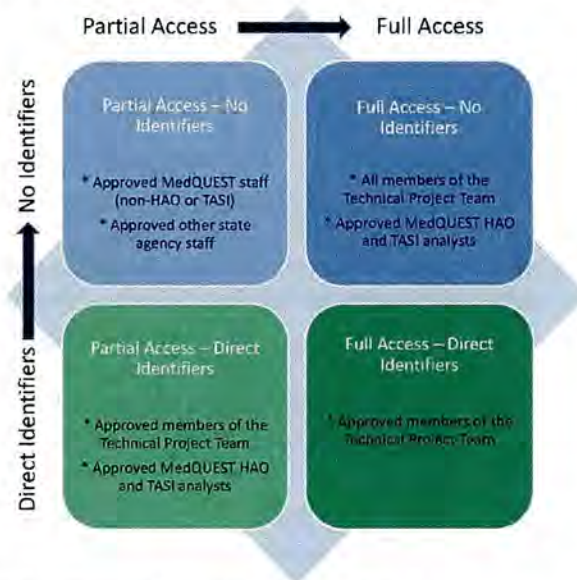 Partial Access
Full Access
No Identifiers
Direct Identifiers
Partial Access – No
Identifiers
* Approved MedQUEST staff
(non-HAO or TASI)
* Approved other state
agency staff
Full Access – No
Identifiers
* All members of the
Technical Project Team
* Approved MedQUEST HAO
and TASI analysts
Partial Access – Direct
Identifiers
* Approved members of the
Technical Project Team
* Approved MedQUEST HAO
and TASI analysts
Full Access – Direct
Identifiers
* Approved members of the
Technical Project Team